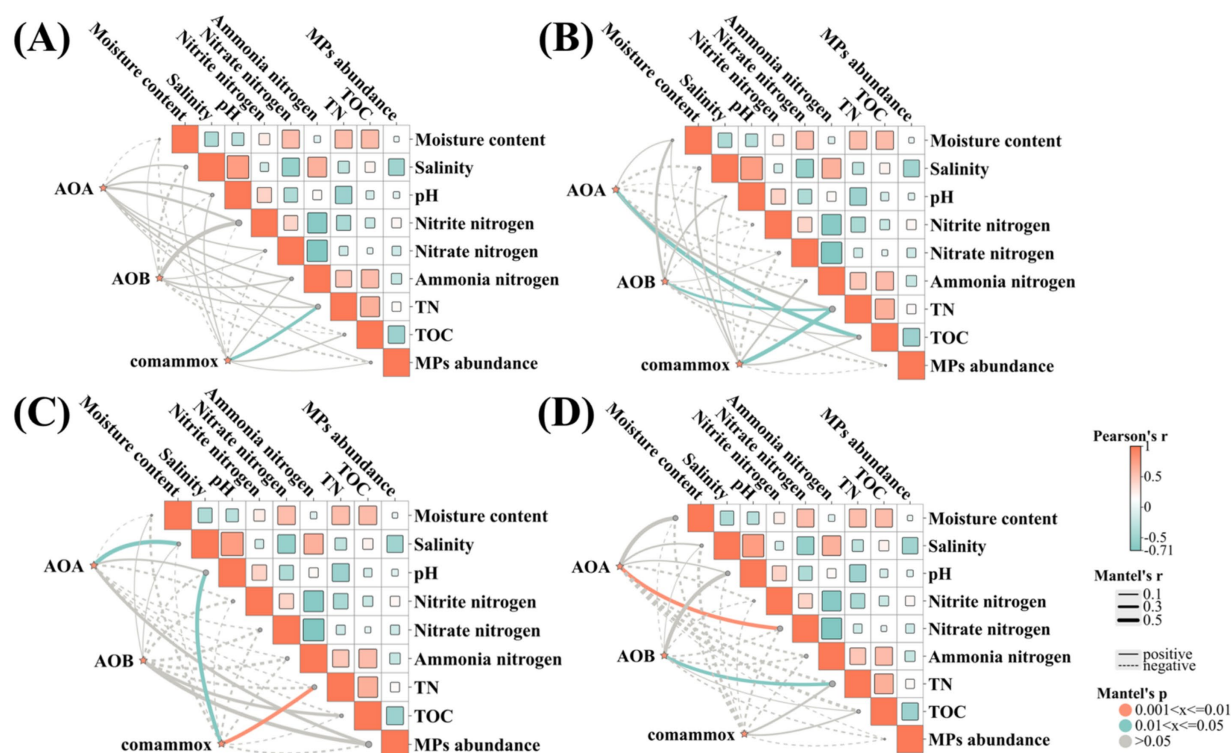 (A)
Moisture content
Salinity
pH
Nitrite nitrogen
Nitrate nitrogen
Ammonia nitrogen
TN
TOC
MPs abundance
Moisture content
Salinity
pH
Nitrite nitrogen
Nitrate nitrogen
Ammonia nitrogen
TN
TOC
MPs abundance
AOA
AOB
comammox
(B)
Moisture content
Salinity
pH
Nitrite nitrogen
Nitrate nitrogen
Ammonia nitrogen
TN
TOC
MPs abundance
Moisture content
Salinity
pH
Nitrite nitrogen
Nitrate nitrogen
Ammonia nitrogen
TN
TOC
MPs abundance
AOA
AOB
comammox
(C)
Moisture content
Salinity
pH
Nitrite nitrogen
Nitrate nitrogen
Ammonia nitrogen
TN
TOC
MPs abundance
Moisture content
Salinity
pH
Nitrite nitrogen
Nitrate nitrogen
Ammonia nitrogen
TN
TOC
MPs abundance
AOA
AOB
comammox
(D)
Moisture content
Salinity
pH
Nitrite nitrogen
Nitrate nitrogen
Ammonia nitrogen
TN
TOC
MPs abundance
Moisture content
Salinity
pH
Nitrite nitrogen
Nitrate nitrogen
Ammonia nitrogen
TN
TOC
MPs abundance
AOA
AOB
comammox
Pearson's r
1
0.5
0
-0.5
-0.71
Mantel's r
0.1
0.3
0.5
positive
negative
Mantel's p
0.001<x<=0.01
0.01<x<=0.05
>0.05